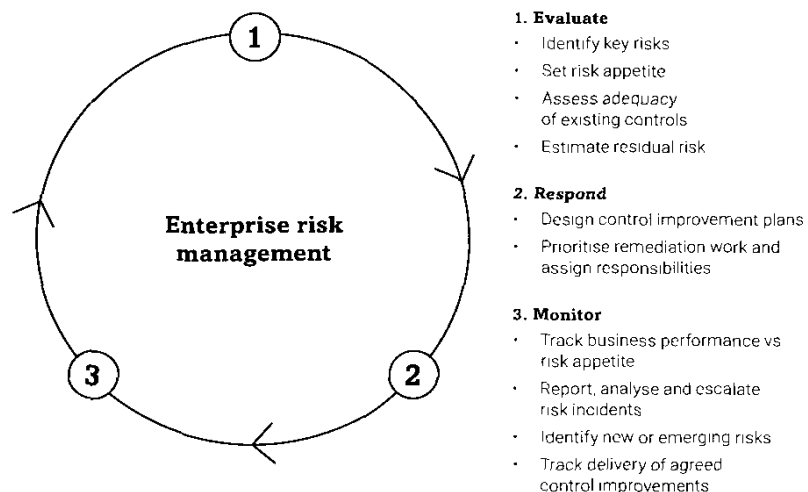 1
2
3
Enterprise risk
management
1. Evaluate
· Identify key risks
· Set risk appetite
· Assess adequacy
of existing controls
· Estimate residual risk
2. Respond
· Design control improvement plans
· Prioritise remediation work and
assign responsibilities
3. Monitor
· Track business performance vs
risk appetite
· Report, analyse and escalate
risk incidents
· Identify new or emerging risks
· Track delivery of agreed
control improvements